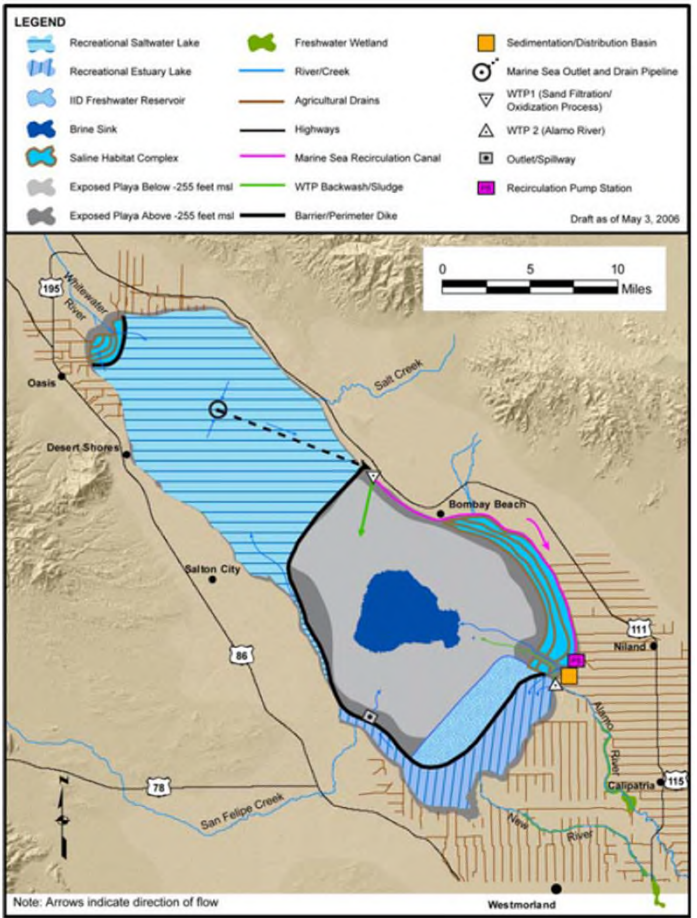 LEGEND
Recreational Saltwater Lake
Recreational Estuary Lake
IID Freshwater Reservoir
Brine Sink
Saline Habitat Complex
Exposed Playa Below -255 feet msl
Exposed Playa Above -255 feet msl
Freshwater Wetland
River/Creek
Agricultural Drains
Highways
Marine Sea Recirculation Canal
WTP Backwash/Sludge
Barrier/Perimeter Dike
Sedimentation/Distribution Basin
Marine Sea Outlet and Drain Pipeline
WTP1 (Sand Filtration/
Oxidization Process)
WTP 2 (Alamo River)
Outlet/Spillway
PS
Recirculation Pump Station
Draft as of May 3, 2006
0 5 10
Miles
195
Whitewater
River
Oasis
Salt Creek
Desert Shores
Bombay Beach
Salton City
111
Niland
86
PS
Alamo
River
115
Calipatria
78
San Felipe Creek
New
River
N
Westmorland
Note: Arrows indicate direction of flow